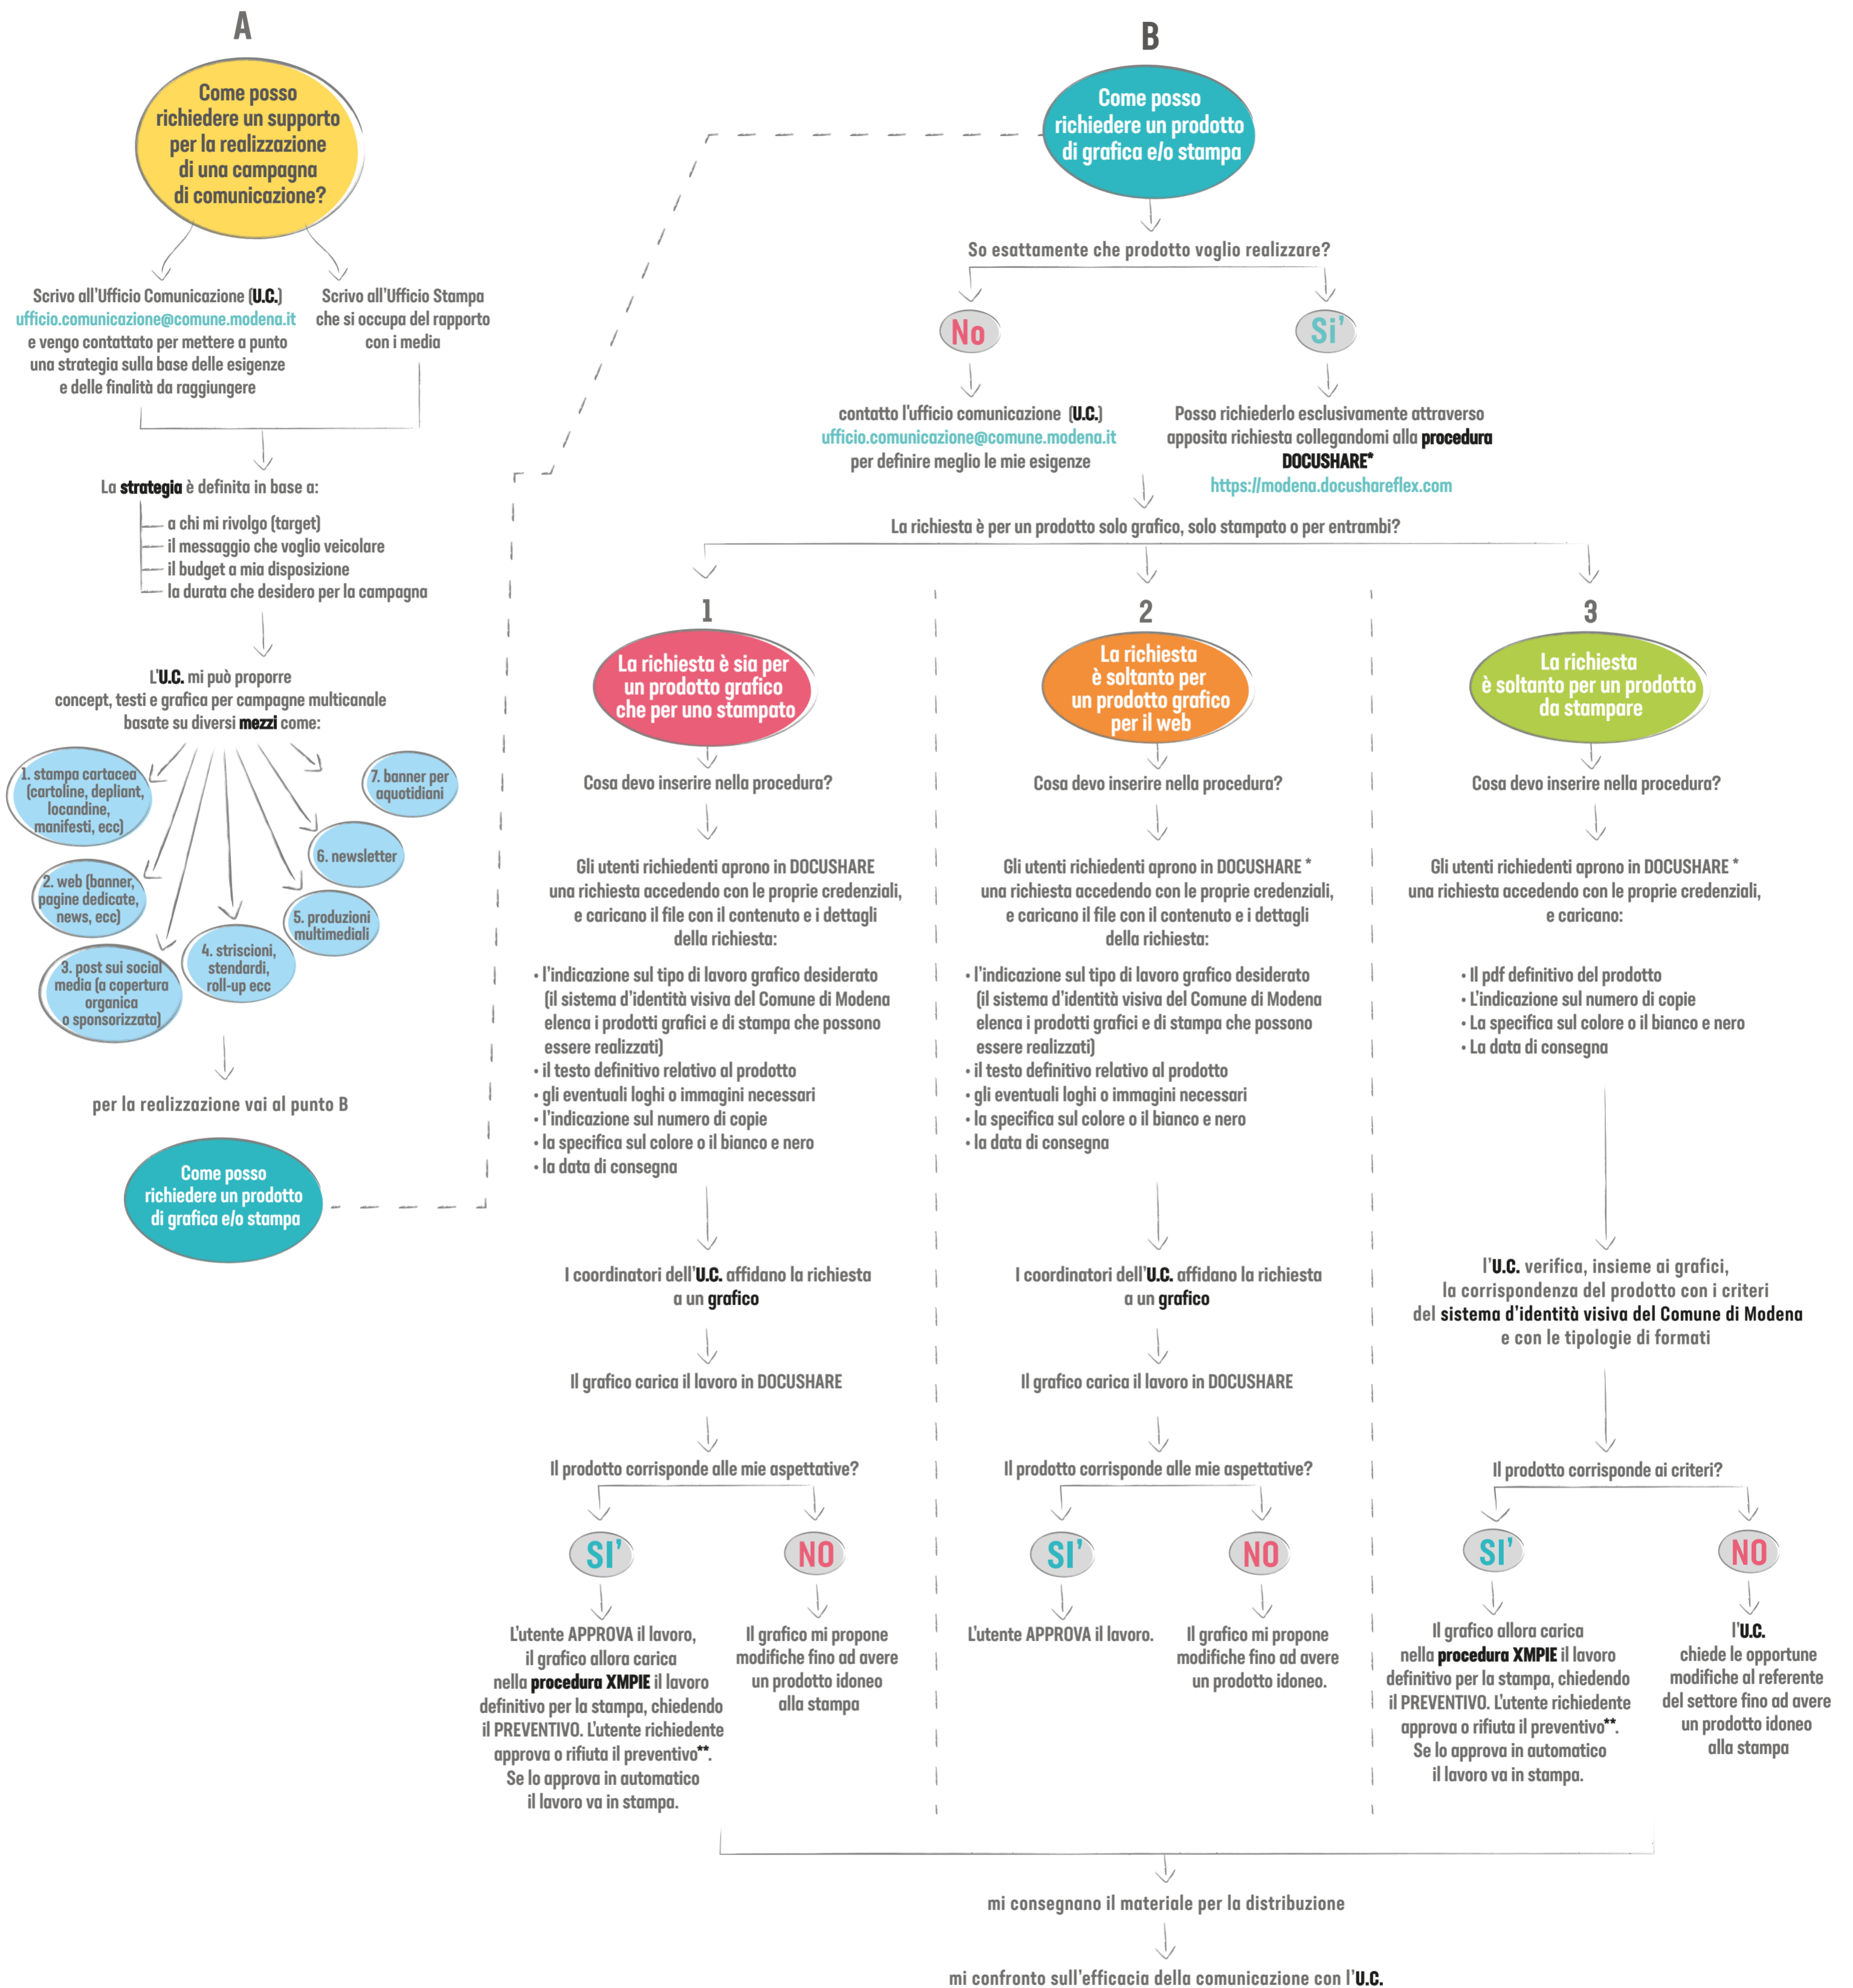 A
Come posso
richiedere un supporto
per la realizzazione
di una campagna
di comunicazione?
Scrivo all'Ufficio Comunicazione (U.C.)
ufficio.comunicazione@comune.modena.it
e vengo contattato per mettere a punto
una strategia sulla base delle esigenze
e delle finalità da raggiungere
Scrivo all'Ufficio Stampa
che si occupa del rapporto
con i media
La strategia è definita in base a:
a chi mi rivolgo (target)
il messaggio che voglio veicolare
il budget a mia disposizione
la durata che desidero per la campagna
L'U.C. mi può proporre
concept, testi e grafica per campagne multicanale
basate su diversi mezzi come:
1. stampa cartacea
(cartoline, depliant,
locandine,
manifesti, ecc)
2. web (banner,
pagine dedicate,
news, ecc)
3. post sui social
media (a copertura
organica
o sponsorizzata)
4. striscioni,
stendardi,
roll-up ecc
5. produzioni
multimediali
6. newsletter
7. banner per
aquotidiani
per la realizzazione vai al punto B
Come posso
richiedere un prodotto
di grafica e/o stampa
B
Come posso
richiedere un prodotto
di grafica e/o stampa
So esattamente che prodotto voglio realizzare?
No
contatto l'ufficio comunicazione (U.C.)
ufficio.comunicazione@comune.modena.it
per definire meglio le mie esigenze
Si'
Posso richiederlo esclusivamente attraverso
apposita richiesta collegandomi alla procedura
DOCUSHARE*
https://modena.docushareflex.com
La richiesta è per un prodotto solo grafico, solo stampato o per entrambi?
1
La richiesta è sia per
un prodotto grafico
che per uno stampato
Cosa devo inserire nella procedura?
Gli utenti richiedenti aprono in DOCUSHARE
una richiesta accedendo con le proprie credenziali,
e caricano il file con il contenuto e i dettagli
della richiesta:
• l'indicazione sul tipo di lavoro grafico desiderato
(il sistema d'identità visiva del Comune di Modena
elenca i prodotti grafici e di stampa che possono
essere realizzati)
• il testo definitivo relativo al prodotto
• gli eventuali loghi o immagini necessari
• l'indicazione sul numero di copie
• la specifica sul colore o il bianco e nero
• la data di consegna
I coordinatori dell'U.C. affidano la richiesta
a un grafico
Il grafico carica il lavoro in DOCUSHARE
Il prodotto corrisponde alle mie aspettative?
SI'
L'utente APPROVA il lavoro,
il grafico allora carica
nella procedura XMPIE il lavoro
definitivo per la stampa, chiedendo
il PREVENTIVO. L'utente richiedente
approva o rifiuta il preventivo**.
Se lo approva in automatico
il lavoro va in stampa.
NO
Il grafico mi propone
modifiche fino ad avere
un prodotto idoneo
alla stampa
2
La richiesta
è soltanto per
un prodotto grafico
per il web
Cosa devo inserire nella procedura?
Gli utenti richiedenti aprono in DOCUSHARE *
una richiesta accedendo con le proprie credenziali,
e caricano il file con il contenuto e i dettagli
della richiesta:
• l'indicazione sul tipo di lavoro grafico desiderato
(il sistema d'identità visiva del Comune di Modena
elenca i prodotti grafici e di stampa che possono
essere realizzati)
• il testo definitivo relativo al prodotto
• gli eventuali loghi o immagini necessari
• la specifica sul colore o il bianco e nero
• la data di consegna
I coordinatori dell'U.C. affidano la richiesta
a un grafico
Il grafico carica il lavoro in DOCUSHARE
Il prodotto corrisponde alle mie aspettative?
SI'
L'utente APPROVA il lavoro.
NO
Il grafico mi propone
modifiche fino ad avere
un prodotto idoneo.
3
La richiesta
è soltanto per un prodotto
da stampare
Cosa devo inserire nella procedura?
Gli utenti richiedenti aprono in DOCUSHARE *
una richiesta accedendo con le proprie credenziali,
e caricano:
• Il pdf definitivo del prodotto
• L'indicazione sul numero di copie
• La specifica sul colore o il bianco e nero
• La data di consegna
l'U.C. verifica, insieme ai grafici,
la corrispondenza del prodotto con i criteri
del sistema d'identità visiva del Comune di Modena
e con le tipologie di formati
Il prodotto corrisponde ai criteri?
SI'
Il grafico allora carica
nella procedura XMPIE il lavoro
definitivo per la stampa, chiedendo
il PREVENTIVO. L'utente richiedente
approva o rifiuta il preventivo**.
Se lo approva in automatico
il lavoro va in stampa.
NO
l'U.C.
chiede le opportune
modifiche al referente
del settore fino ad avere
un prodotto idoneo
alla stampa
mi consegnano il materiale per la distribuzione
mi confronto sull'efficacia della comunicazione con l'U.C.